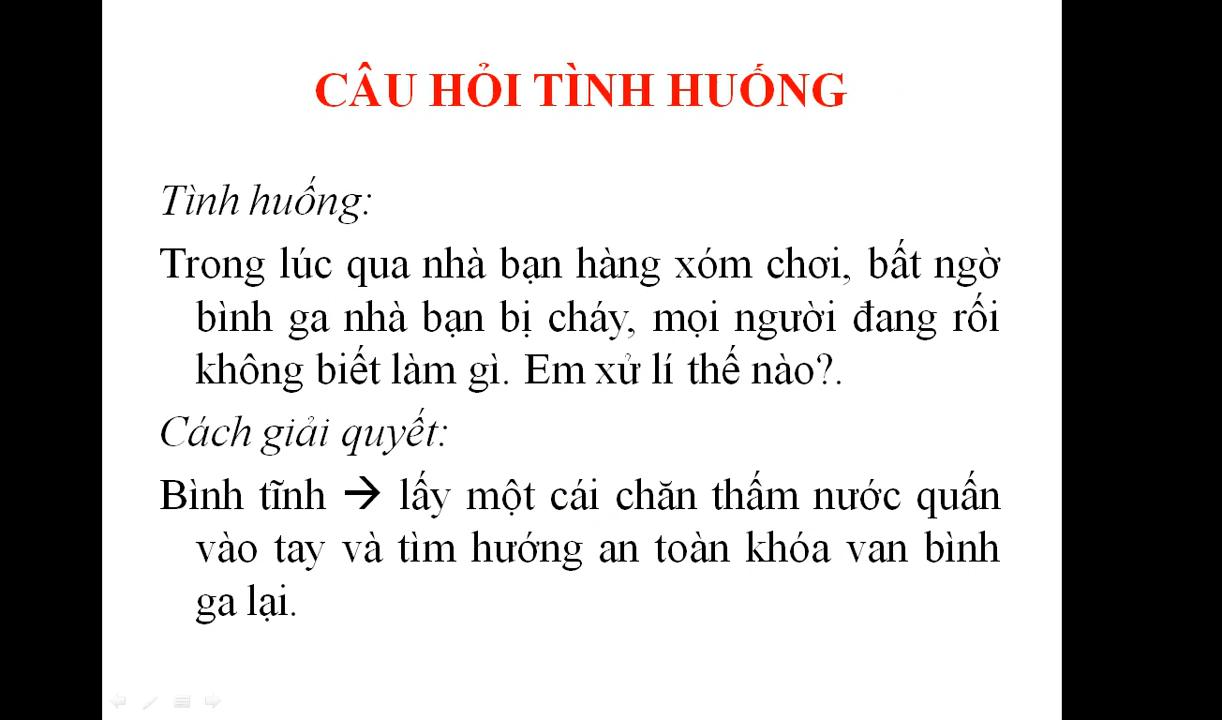 CÂU HỎI TÌNH HUỐNG
Tình huống:
Trong lúc qua nhà bạn hàng xóm chơi, bất ngờ
bình ga nhà bạn bị cháy, mọi người đang rối
không biết làm gì. Em xử lí thế nào?.
Cách giải quyết:
Bình tĩnh → lấy một cái chăn thấm nước quấn
vào tay và tìm hướng an toàn khóa van bình
ga lại.